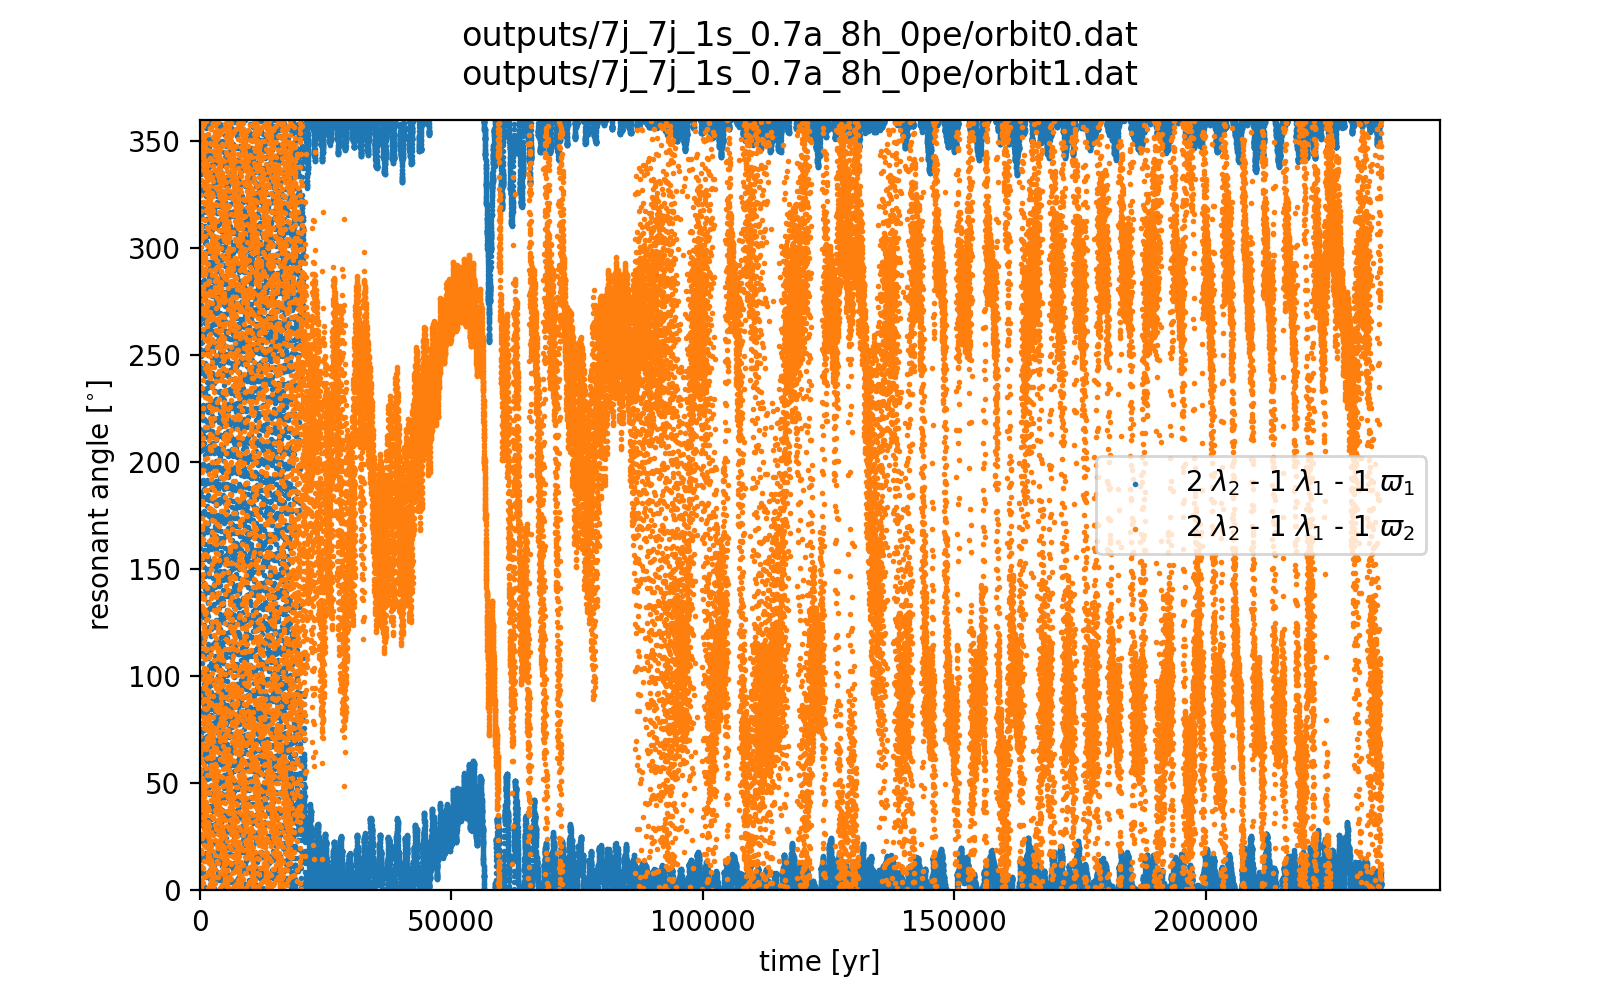 outputs/7j_7j_1s_0.7a_8h_0pe/orbit0.dat
outputs/7j_7j_1s_0.7a_8h_0pe/orbit1.dat
350
300
250
200
150
100
50
0
resonant angle [°]
2 λ₂ - 1 λ₁ - 1 ϖ₁
2 λ₂ - 1 λ₁ - 1 ϖ₂
0
50000
100000
150000
200000
time [yr]